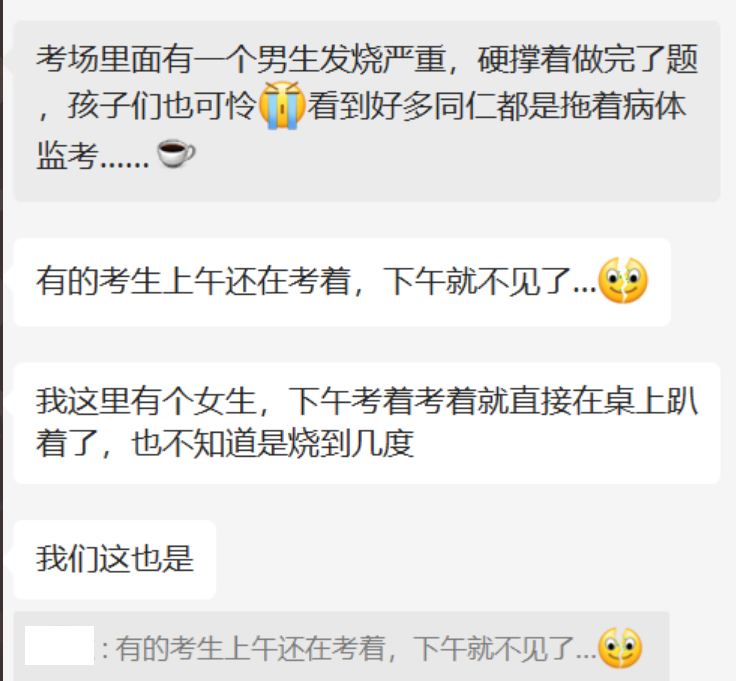 考场里面有一个男生发烧严重，硬撑着做完了题
，孩子们也可怜😭看到好多同仁都是拖着病体
监考......☕
有的考生上午还在考着，下午就不见了...
我这里有个女生，下午考着考着就直接在桌上趴
着了，也不知道是烧到几度
我们这也是
: 有的考生上午还在考着，下午就不见了...